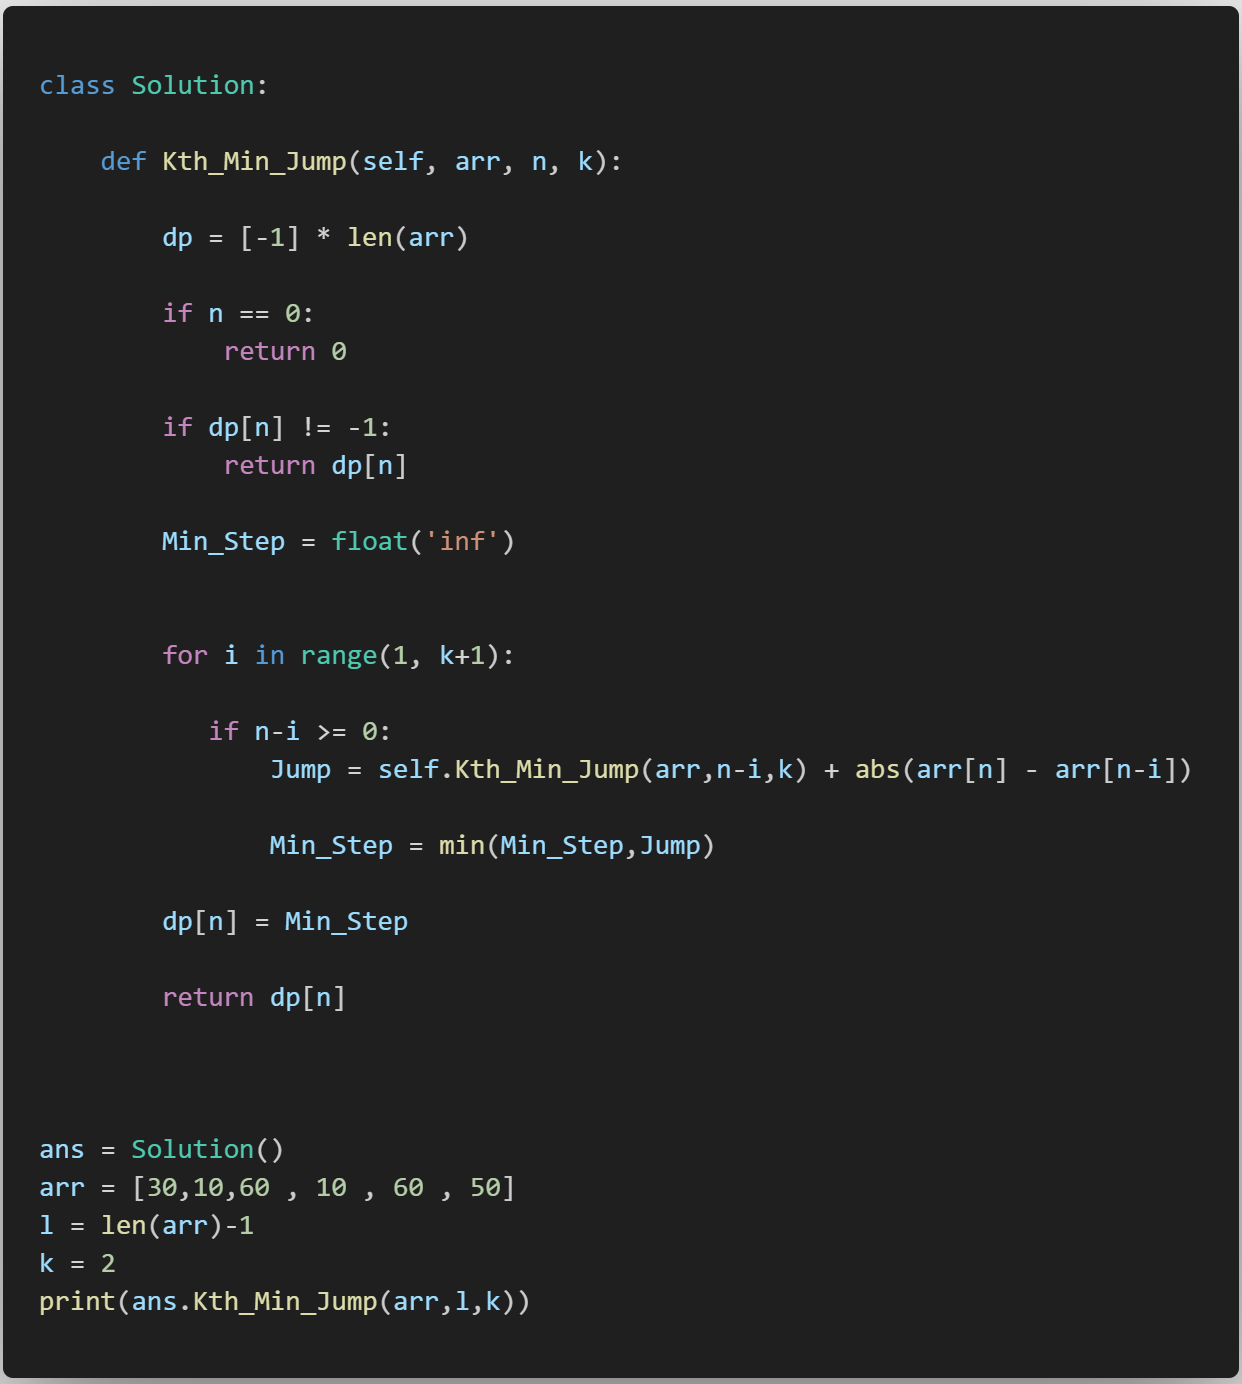 class Solution:
    def Kth_Min_Jump(self, arr, n, k):
        dp = [-1] * len(arr)
        if n == 0:
            return 0
        if dp[n] != -1:
            return dp[n]
        Min_Step = float('inf')
        for i in range(1, k+1):
           if n-i >= 0:
               Jump = self.Kth_Min_Jump(arr,n-i,k) + abs(arr[n] - arr[n-i])
               Min_Step = min(Min_Step,Jump)
        dp[n] = Min_Step
        return dp[n]
ans = Solution()
arr = [30,10,60 , 10 , 60 , 50]
l = len(arr)-1
k = 2
print(ans.Kth_Min_Jump(arr,l,k))